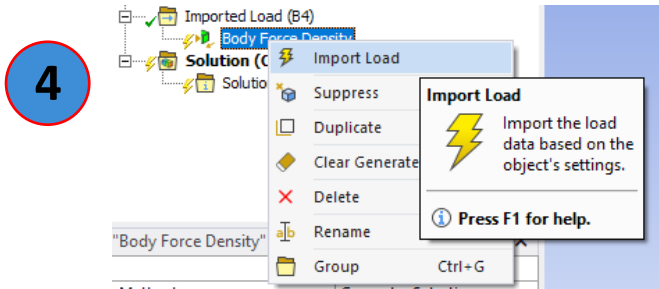 4
Imported Load (B4)
Body Force Density
Solution (C
Solutio
Import Load
Suppress
Duplicate
Clear Generate
Delete
Rename
Group Ctrl+G
Import Load
Import the load
data based on the
object's settings.
Press F1 for help.
"Body Force Density"